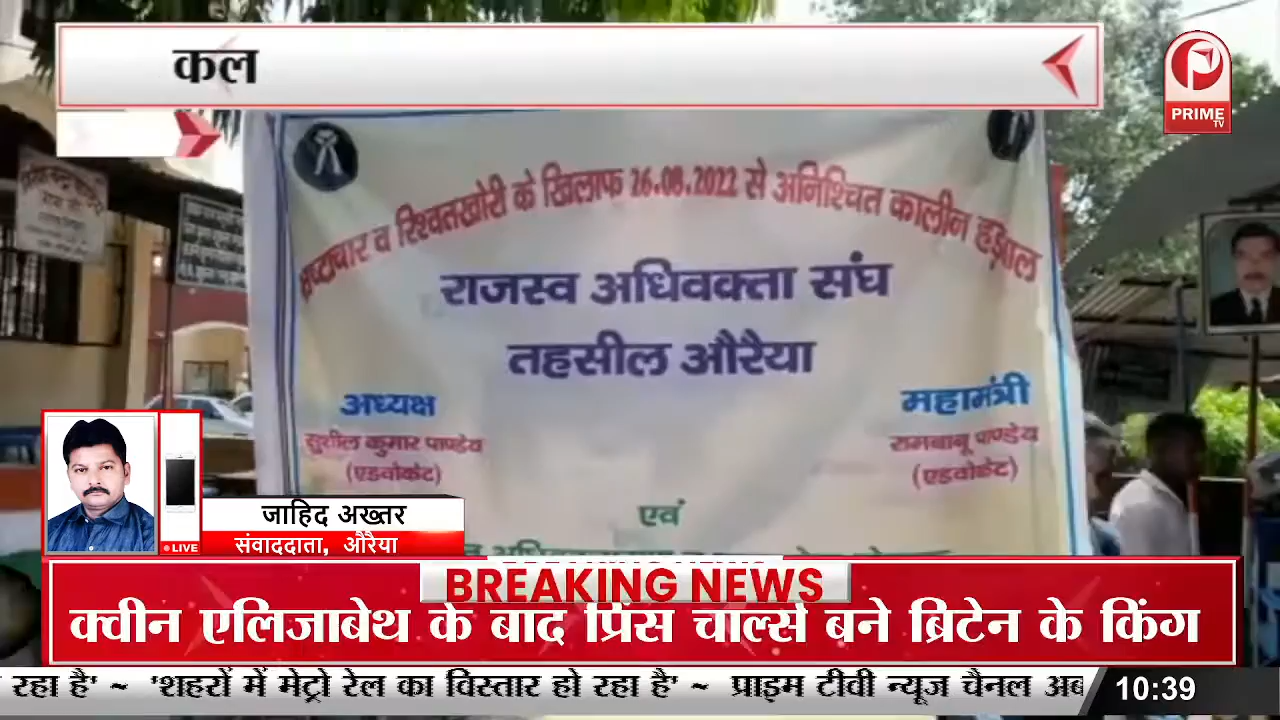 कल
PRIME
TV
भ्रष्टाचार व रिश्वतखोरी के खिलाफ 26.08.2022 से अनिश्चित कालीन हड़ताल
राजस्व अधिवक्ता संघ
तहसील औरैया
अध्यक्ष
सुशील कुमार पाण्डेय
(एडवोकेट)
महामंत्री
रामबाबू पाण्डेय
(एडवोकेट)
एवं
जाहिद अख्तर
LIVE
संवाददाता, औरैया
BREAKING NEWS
क्वीन एलिजाबेथ के बाद प्रिंस चार्ल्स बने ब्रिटेन के किंग
रहा है' ~ 'शहरों में मेट्रो रेल का विस्तार हो रहा है' ~ प्राइम टीवी न्यूज चैनल अब
10:39